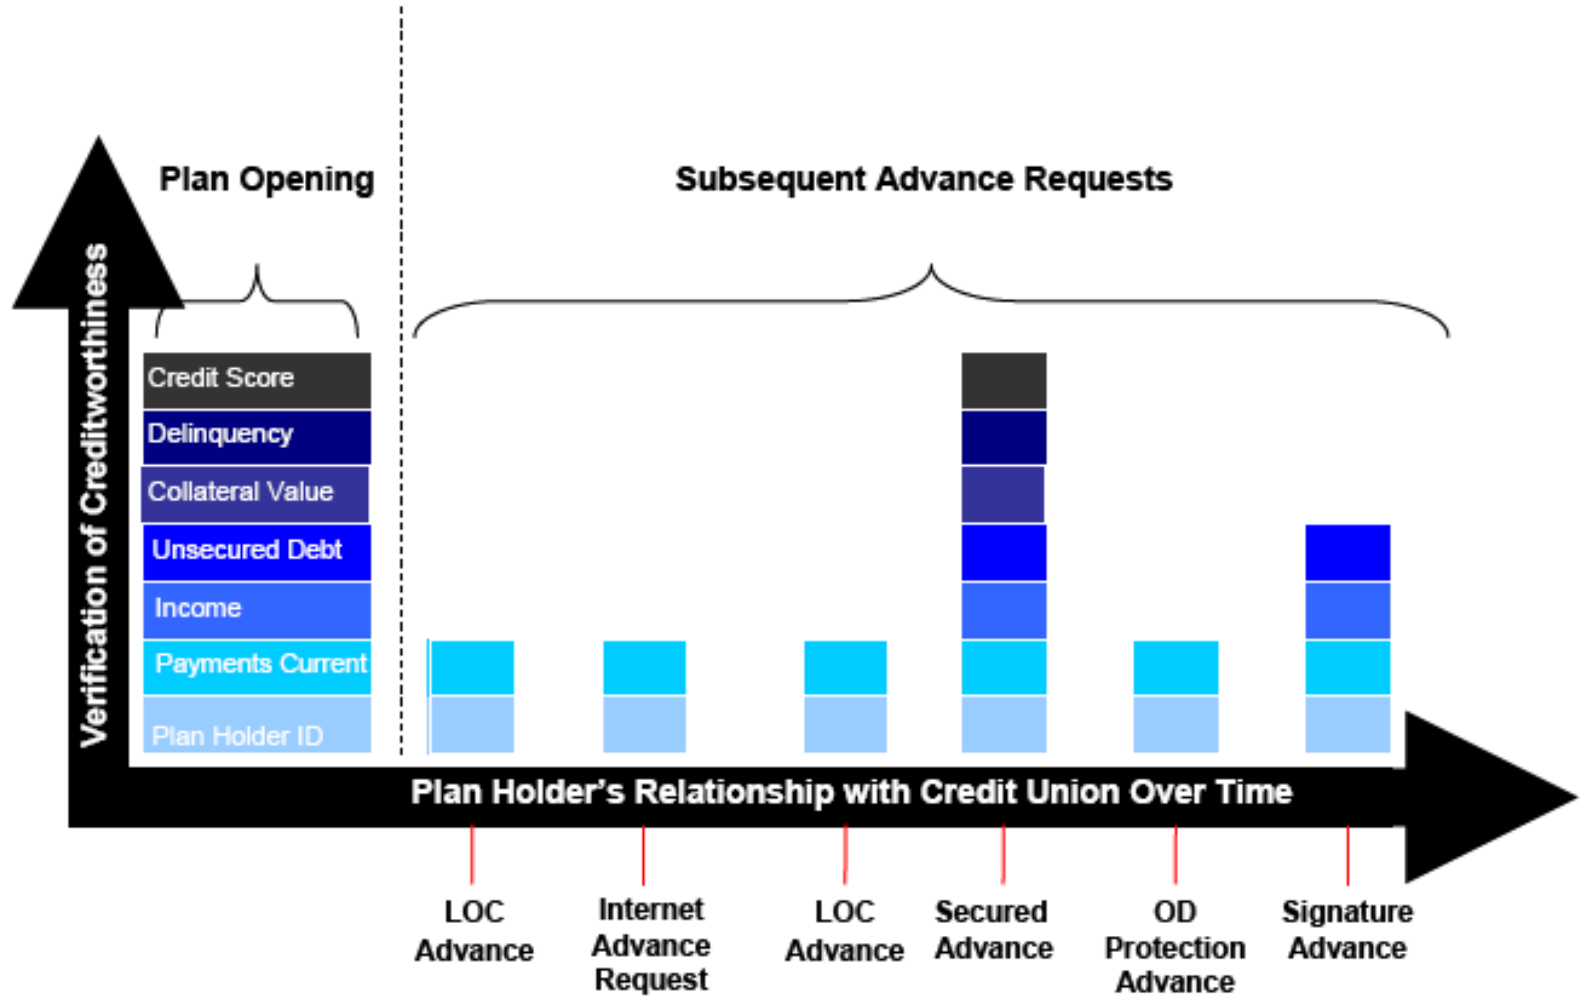 Plan Opening
Subsequent Advance Requests
Verification of Creditworthiness
Credit Score
Delinquency
Collateral Value
Unsecured Debt
Income
Payments Current
Plan Holder ID
Plan Holder's Relationship with Credit Union Over Time
LOC
Advance
Internet
Advance
Request
LOC
Advance
Secured
Advance
OD
Protection
Advance
Signature
Advance